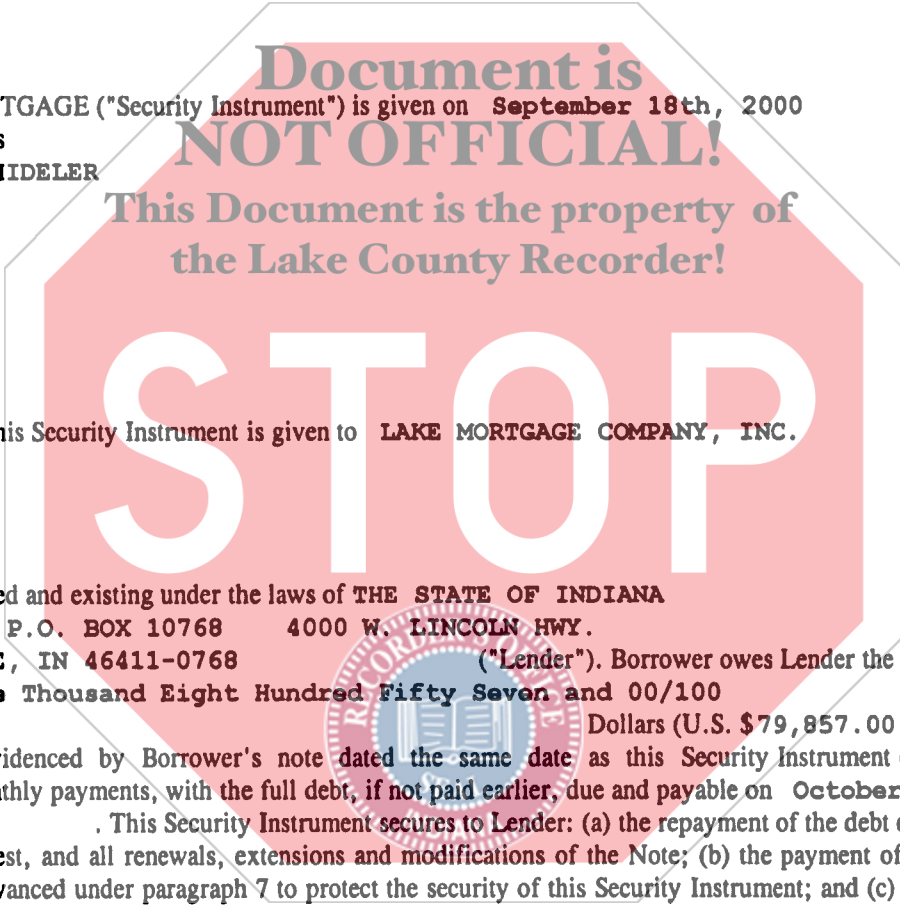 Document is
TGAGE ("Security Instrument") is given on September 18th, 2000
NOT OFFICIAL!
IDELER
This Document is the property of
the Lake County Recorder!
STOP
his Security Instrument is given to LAKE MORTGAGE COMPANY, INC.
ed and existing under the laws of THE STATE OF INDIANA
P.O. BOX 10768 4000 W. LINCOLN HWY.
, IN 46411-0768 ("Lender"). Borrower owes Lender the
Thousand Eight Hundred Fifty Seven and 00/100
Dollars (U.S. $79,857.00
idenced by Borrower's note dated the same date as this Security Instrument
thly payments, with the full debt, if not paid earlier, due and payable on October
. This Security Instrument secures to Lender: (a) the repayment of the debt
est, and all renewals, extensions and modifications of the Note; (b) the payment of
vanced under paragraph 7 to protect the security of this Security Instrument; and (c)
SEAL